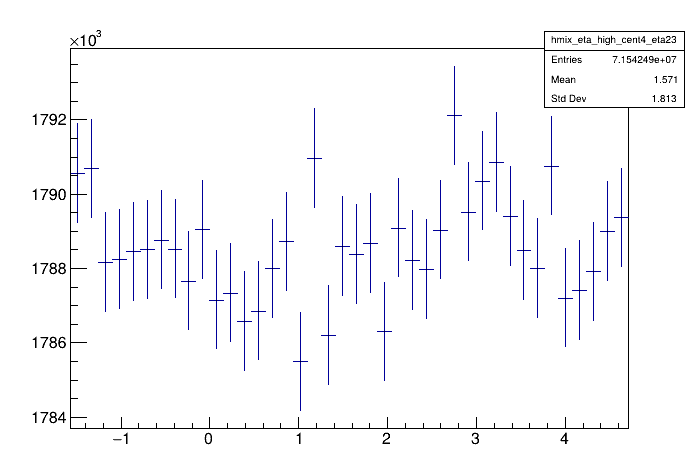 ×10³
hmix_eta_high_cent4_eta23
Entries 7.154249e+07
Mean 1.571
Std Dev 1.813
1792
1790
1788
1786
1784
−1 0 1 2 3 4